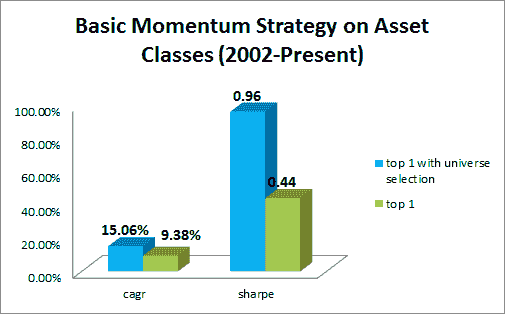 Basic Momentum Strategy on Asset
Classes (2002-Present)
0.96
100.00%
80.00%
60.00%
40.00%
20.00%
0.00%
15.06%
9.38%
0.44
cagr
sharpe
top 1 with universe
selection
top 1